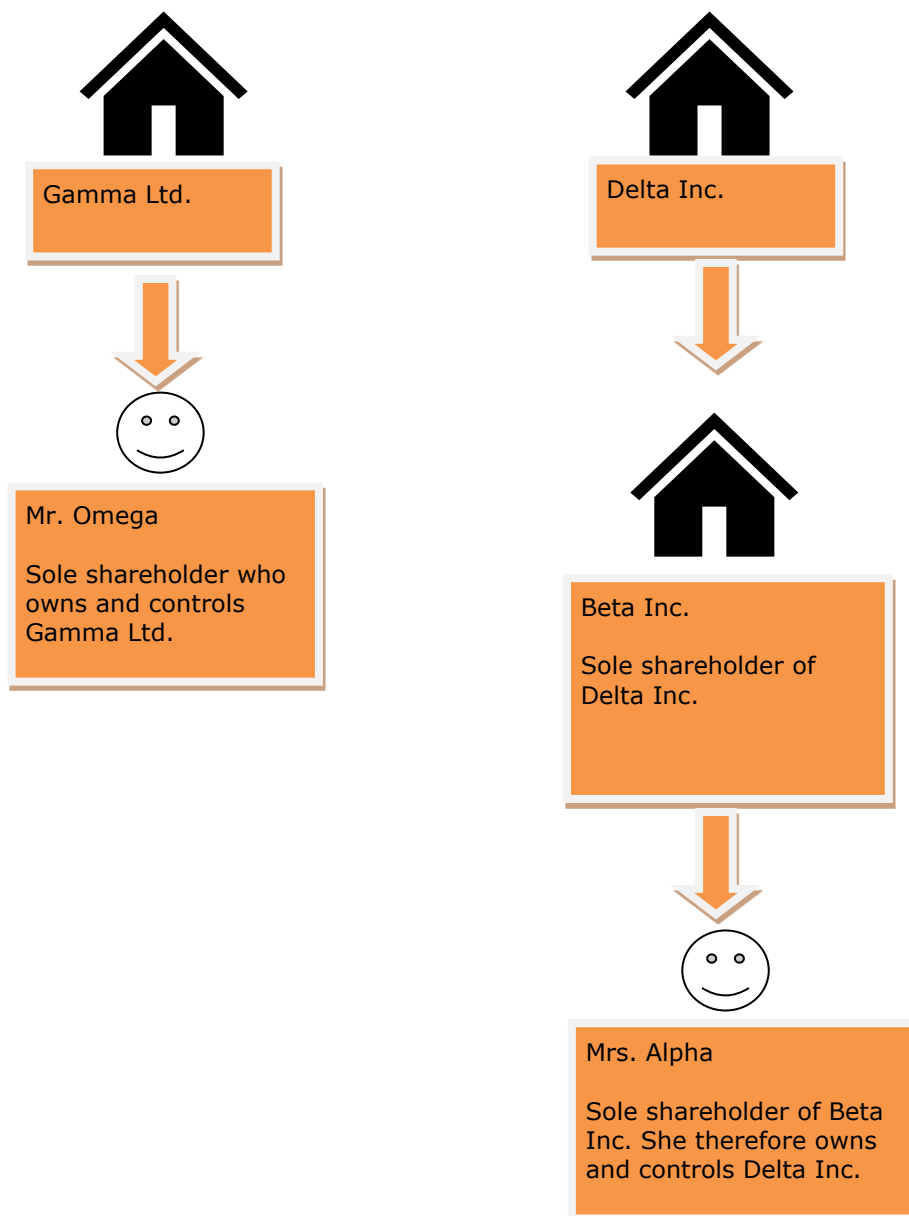 Gamma Ltd.
Delta Inc.
Mr. Omega
Sole shareholder who
owns and controls
Gamma Ltd.
Beta Inc.
Sole shareholder of
Delta Inc.
Mrs. Alpha
Sole shareholder of Beta
Inc. She therefore owns
and controls Delta Inc.